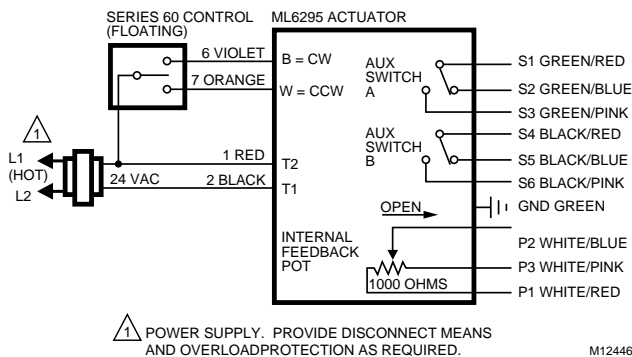 SERIES 60 CONTROL
(FLOATING)
ML6295 ACTUATOR
6 VIOLET
B = CW
7 ORANGE
W = CCW
AUX
SWITCH
A
S1 GREEN/RED
S2 GREEN/BLUE
S3 GREEN/PINK
1
L1
(HOT)
L2
24 VAC
1 RED
T2
2 BLACK
T1
AUX
SWITCH
B
S4 BLACK/RED
S5 BLACK/BLUE
S6 BLACK/PINK
OPEN
GND GREEN
INTERNAL
FEEDBACK
POT
1000 OHMS
P2 WHITE/BLUE
P3 WHITE/PINK
P1 WHITE/RED
1 POWER SUPPLY. PROVIDE DISCONNECT MEANS
AND OVERLOADPROTECTION AS REQUIRED.
M12446